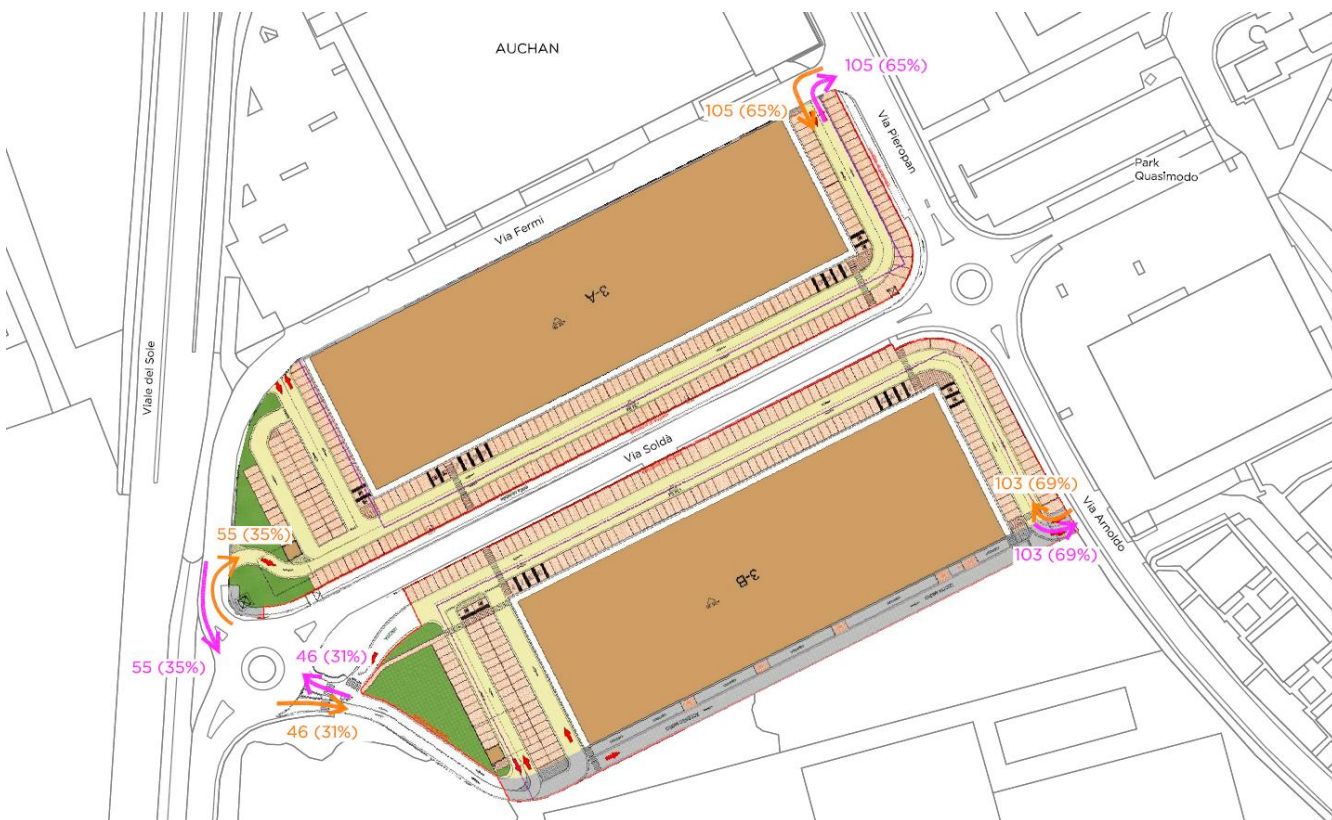 AUCHAN
105 (65%)
105 (65%)
Via Pieropan
Park
Quasimodo
Via Fermi
3-A
Viale del Sole
Via Soldà
103 (69%)
Via Arnoldo
103 (69%)
55 (35%)
3-B
55 (35%)
46 (31%)
46 (31%)